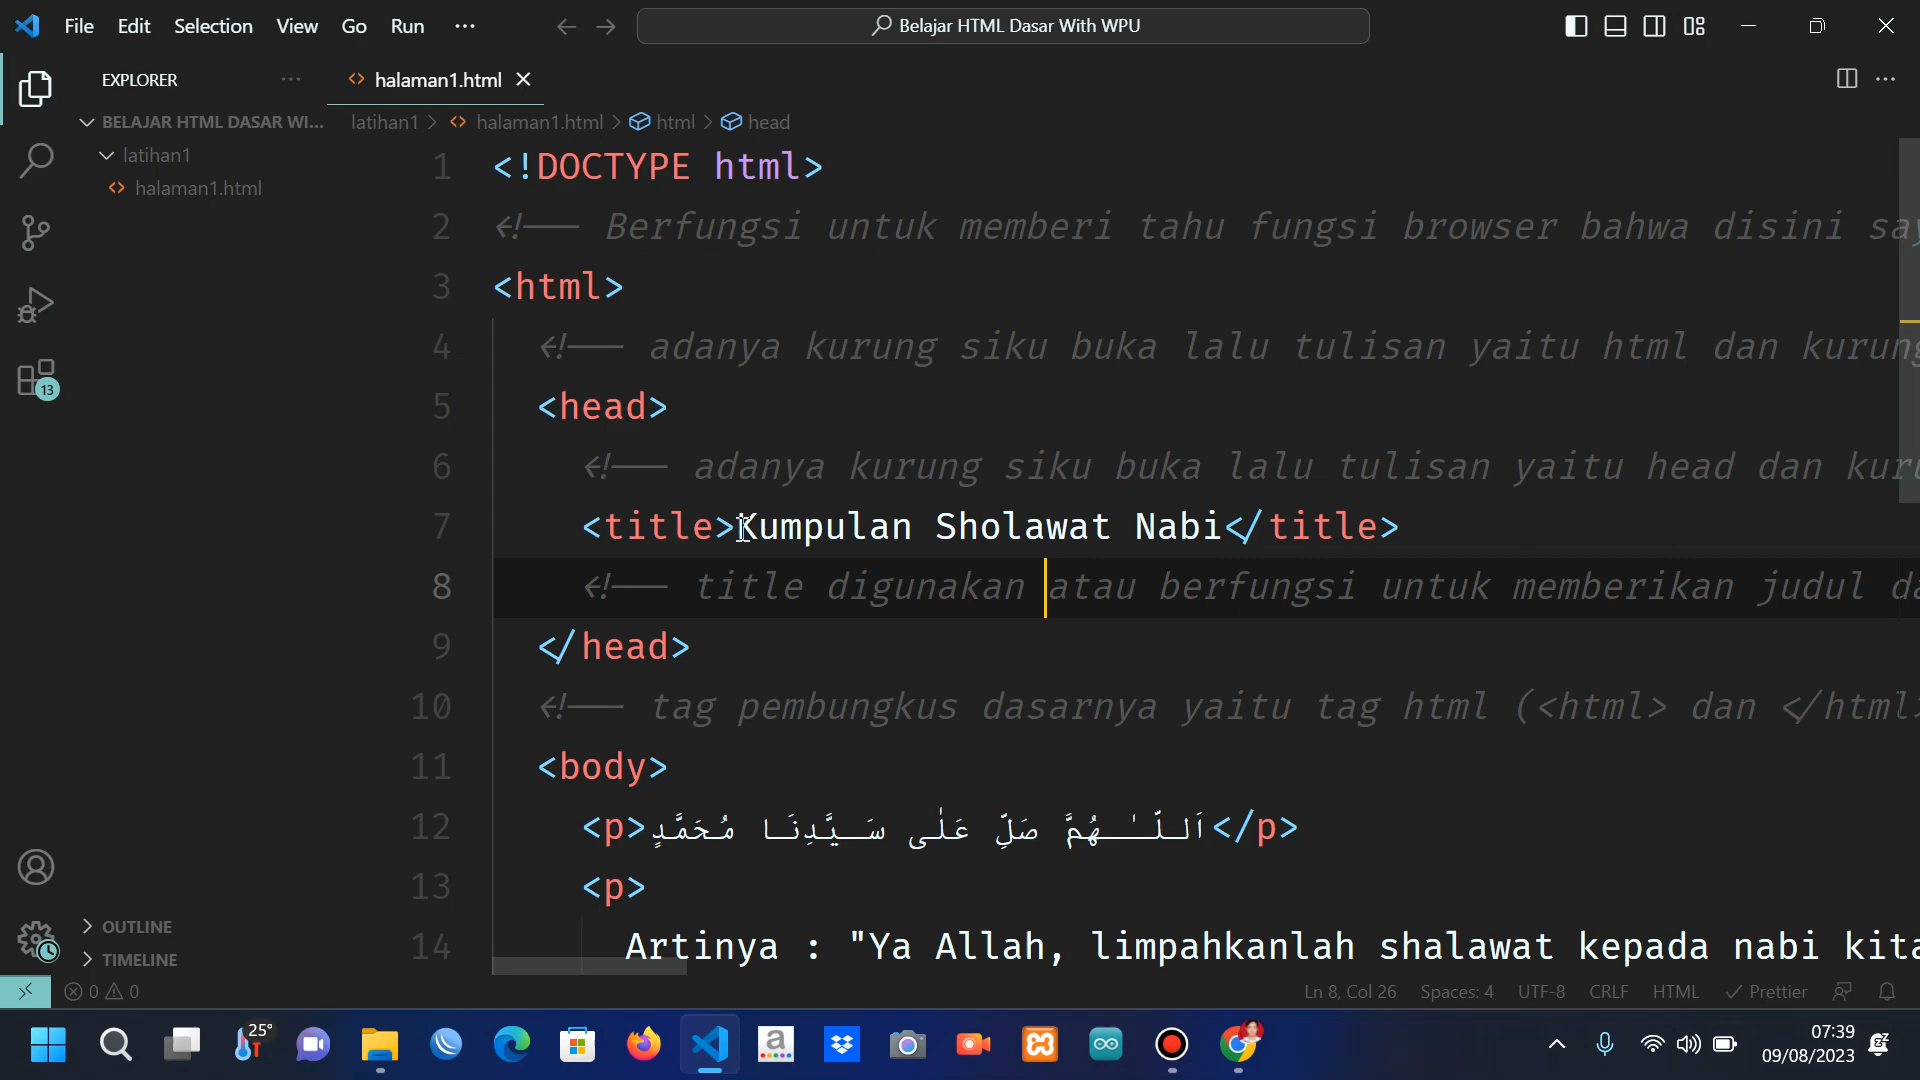 File Edit Selection View Go Run ···
Belajar HTML Dasar With WPU
EXPLORER ···
halaman1.html
BELAJAR HTML DASAR WI...
latihan1 > halaman1.html > html > head
latihan1
halaman1.html
1 <!DOCTYPE html>
2 <!-- Berfungsi untuk memberi tahu fungsi browser bahwa disini
3 <html>
4 <!-- adanya kurung siku buka lalu tulisan yaitu html dan kurung
5 <head>
6 <!-- adanya kurung siku buka lalu tulisan yaitu head dan
7 <title>Kumpulan Sholawat Nabi</title>
8 <!-- title digunakan atau berfungsi untuk memberikan judul
9 </head>
10 <!-- tag pembungkus dasarnya yaitu tag html (<html> dan </html>
11 <body>
12 <p>اَللّٰهُمَّ صَلِّ عَلٰى سَيَّدِنَا مُحَمَّدٍ</p>
13 <p>
14 Artinya : "Ya Allah, limpahkanlah shalawat kepada nabi kita
13
OUTLINE
TIMELINE
0 0
Ln 8, Col 26 Spaces: 4 UTF-8 CRLF HTML Prettier
25°
07:39
09/08/2023